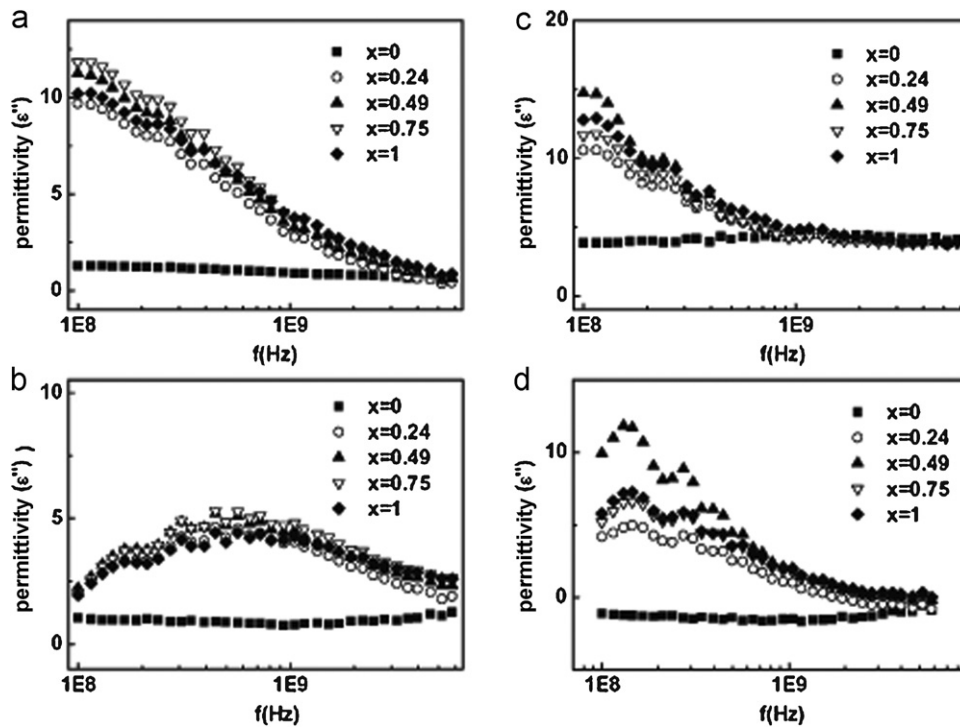 a
permittivity (ε'')
10
5
0
x=0
x=0.24
x=0.49
x=0.75
x=1
1E8
1E9
f(Hz)
c
permittivity (ε'')
20
10
0
x=0
x=0.24
x=0.49
x=0.75
x=1
1E8
1E9
f(Hz)
b
permittivity (ε'') )
10
5
0
x=0
x=0.24
x=0.49
x=0.75
x=1
1E8
1E9
f(Hz)
d
permittivity (ε'')
10
0
x=0
x=0.24
x=0.49
x=0.75
x=1
1E8
1E9
f(Hz)